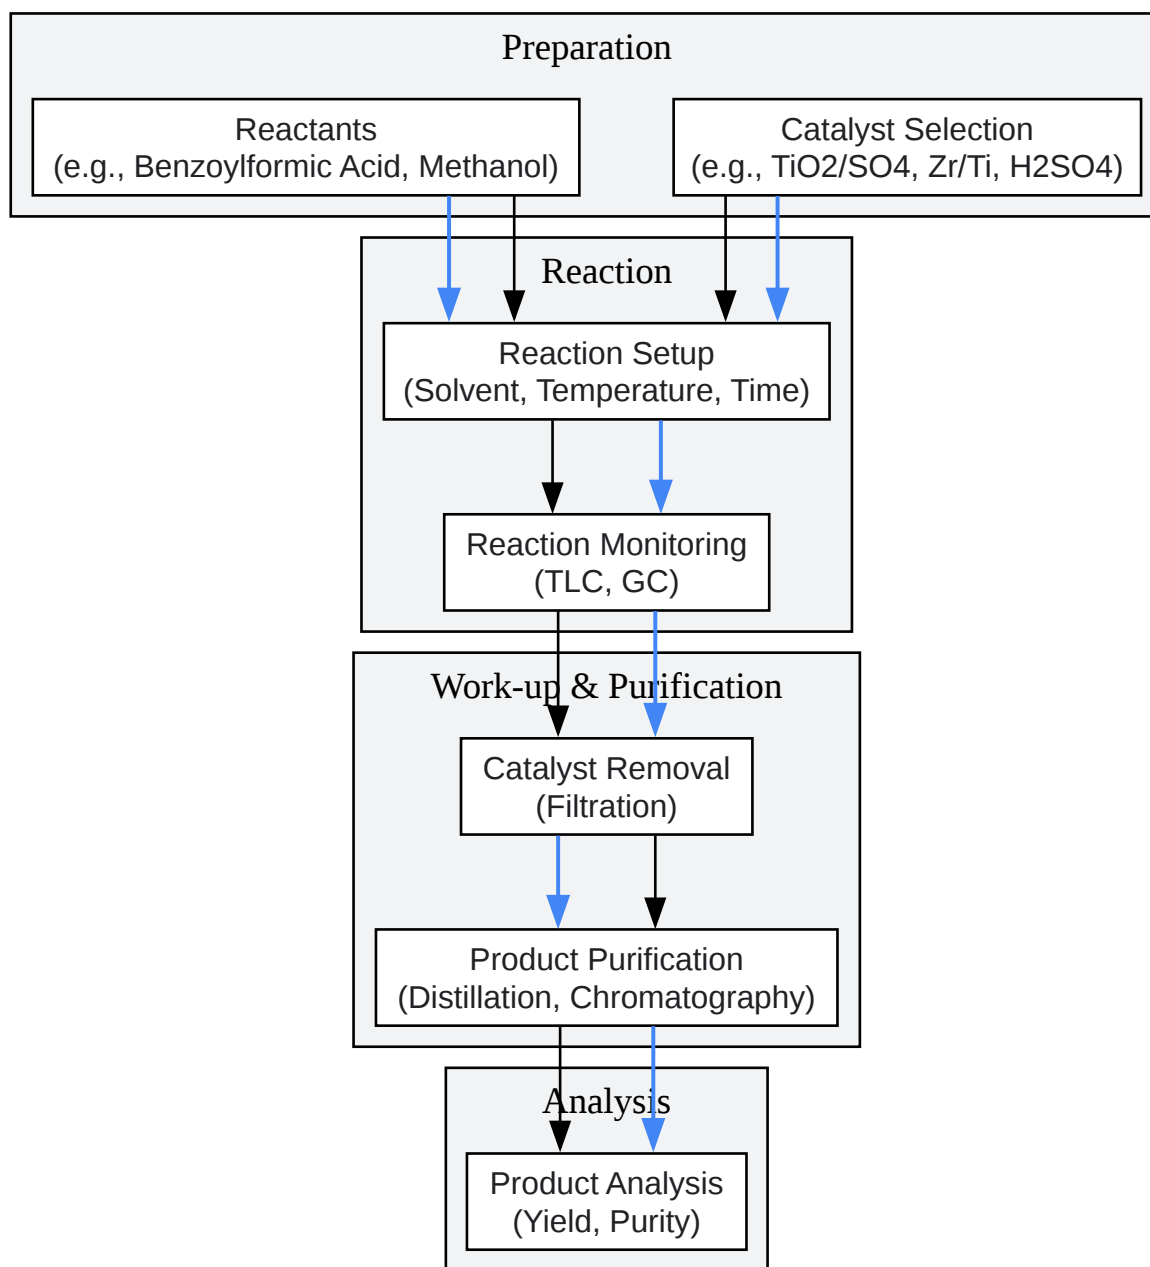 Preparation
Reactants
(e.g., Benzoylformic Acid, Methanol)
Catalyst Selection
(e.g., TiO2/SO4, Zr/Ti, H2SO4)
Reaction
Reaction Setup
(Solvent, Temperature, Time)
Reaction Monitoring
(TLC, GC)
Work-up & Purification
Catalyst Removal
(Filtration)
Product Purification
(Distillation, Chromatography)
Analysis
Product Analysis
(Yield, Purity)